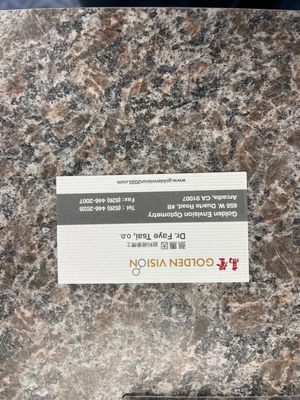 GOLDEN VISION
Dr. Faye Tsai, O.D.
Golden Envision Optometry
655 W. Duarte Road, #B
Arcadia, CA 91007
Tel : (626) 446-2026
Fax: (626) 446-2007
www.goldenvision2020.com